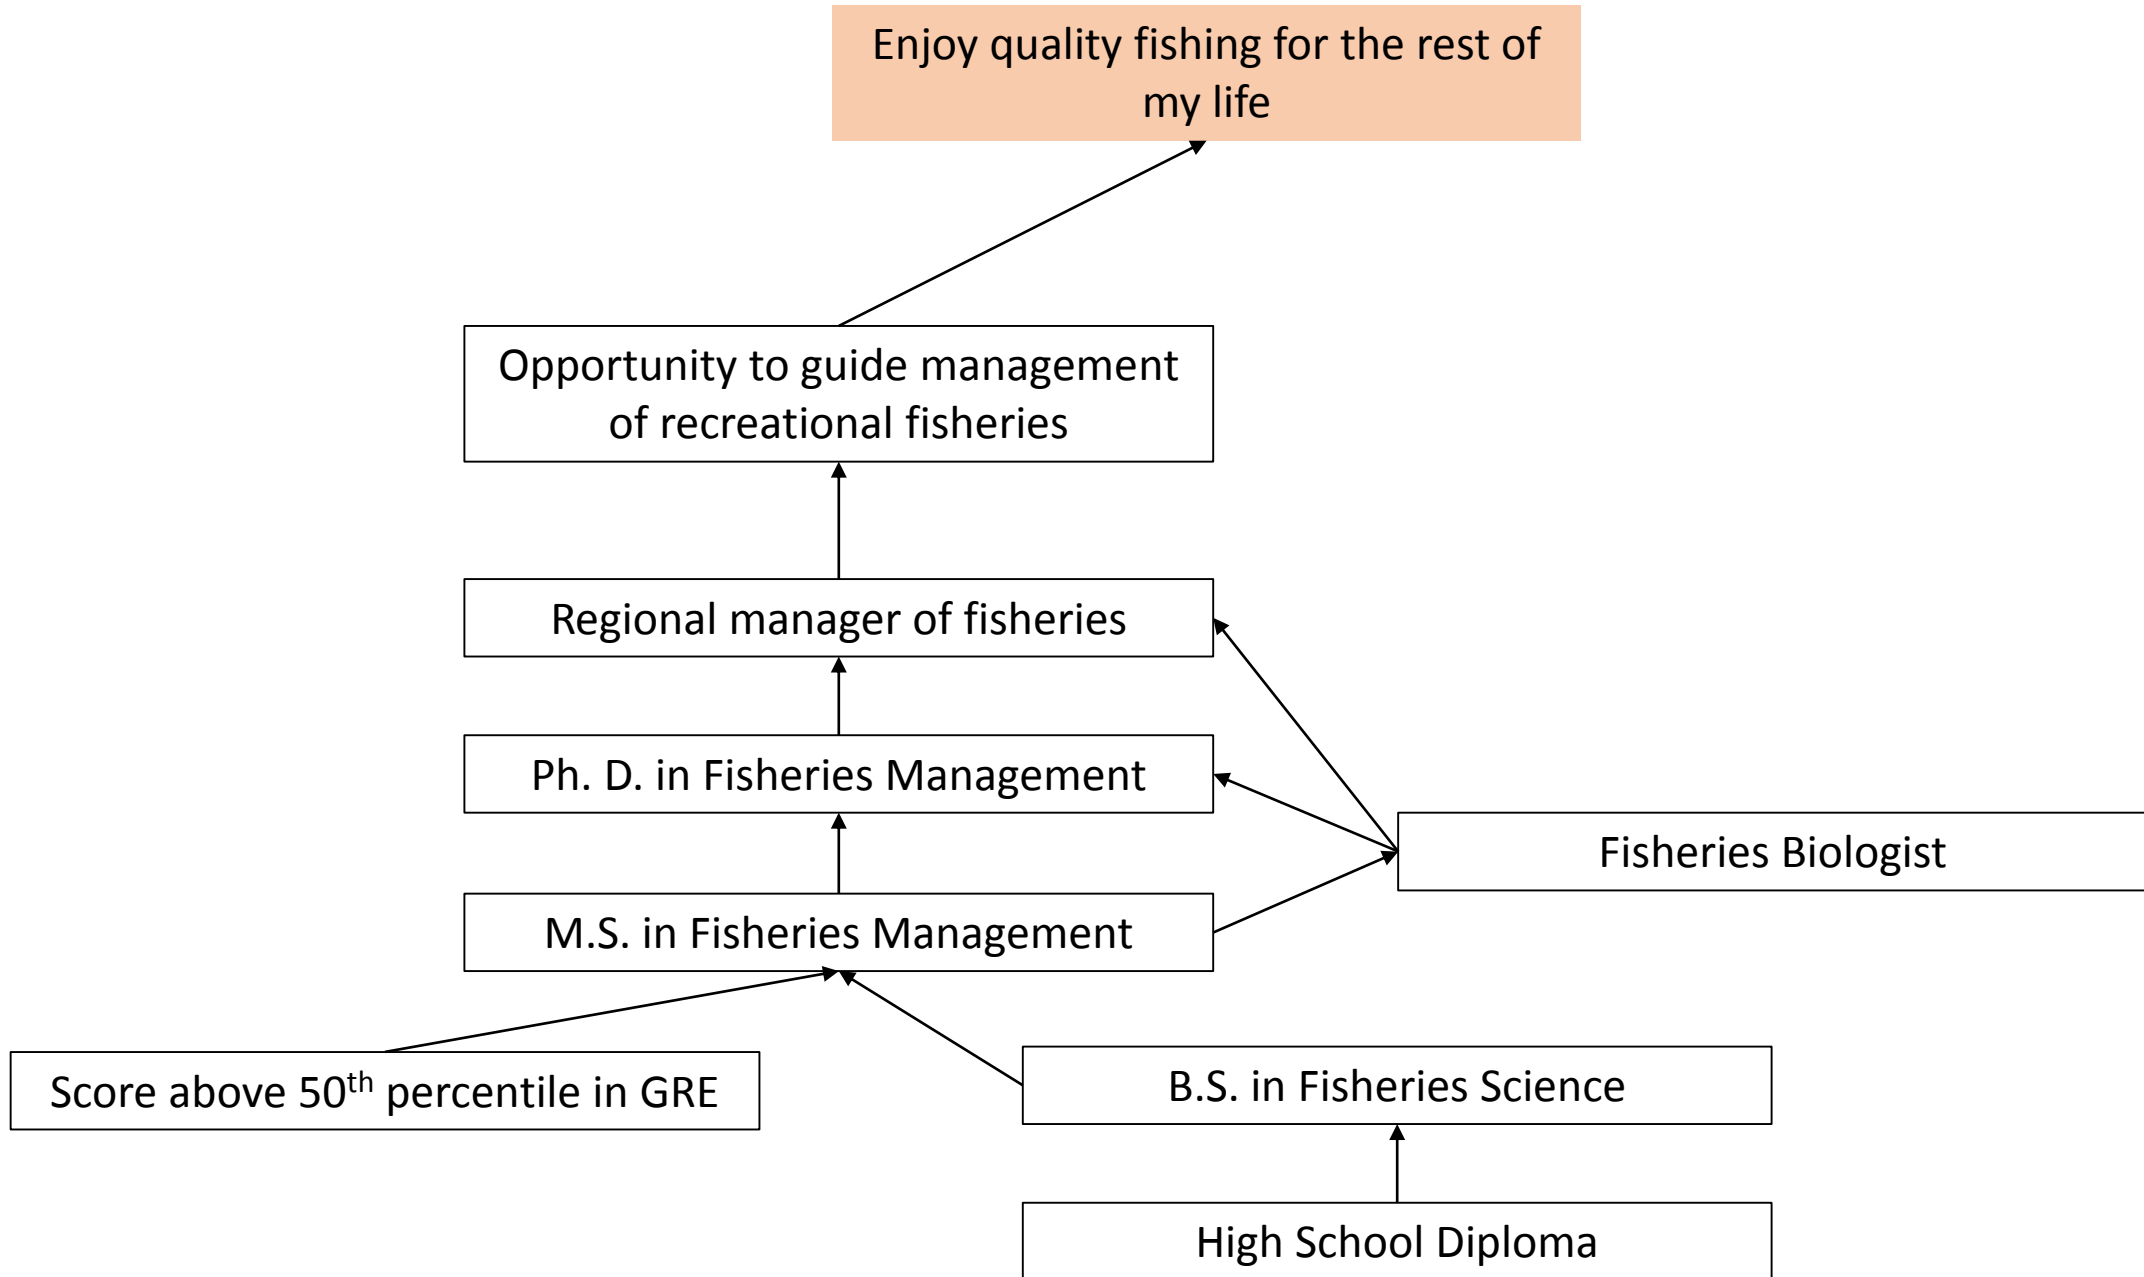 Enjoy quality fishing for the rest of
my life
Opportunity to guide management
of recreational fisheries
Regional manager of fisheries
Ph. D. in Fisheries Management
Fisheries Biologist
M.S. in Fisheries Management
Score above 50th percentile in GRE
B.S. in Fisheries Science
High School Diploma